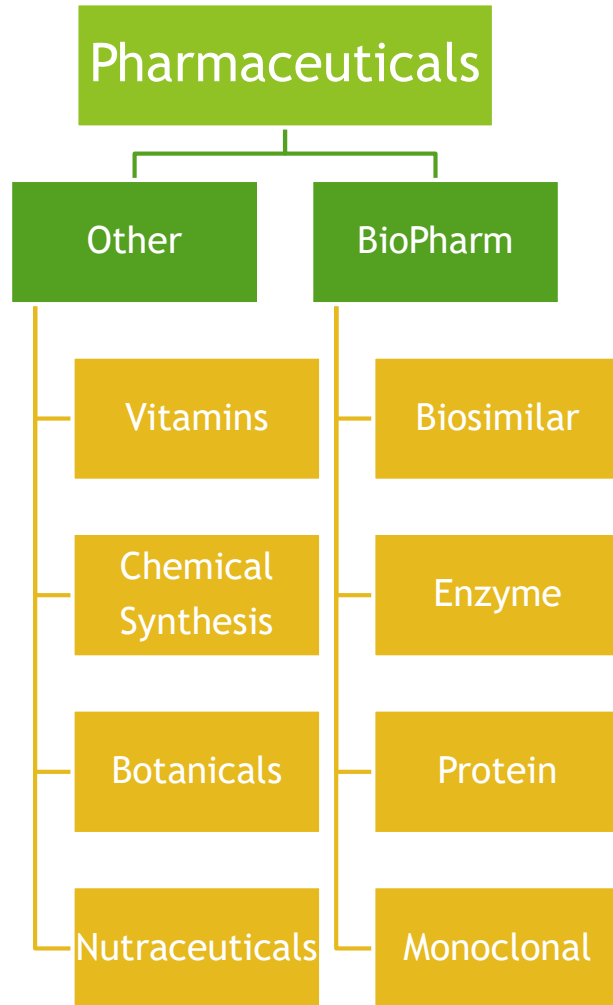 Pharmaceuticals
Other
BioPharm
Vitamins
Chemical
Synthesis
Botanicals
Nutraceuticals
Biosimilar
Enzyme
Protein
Monoclonal